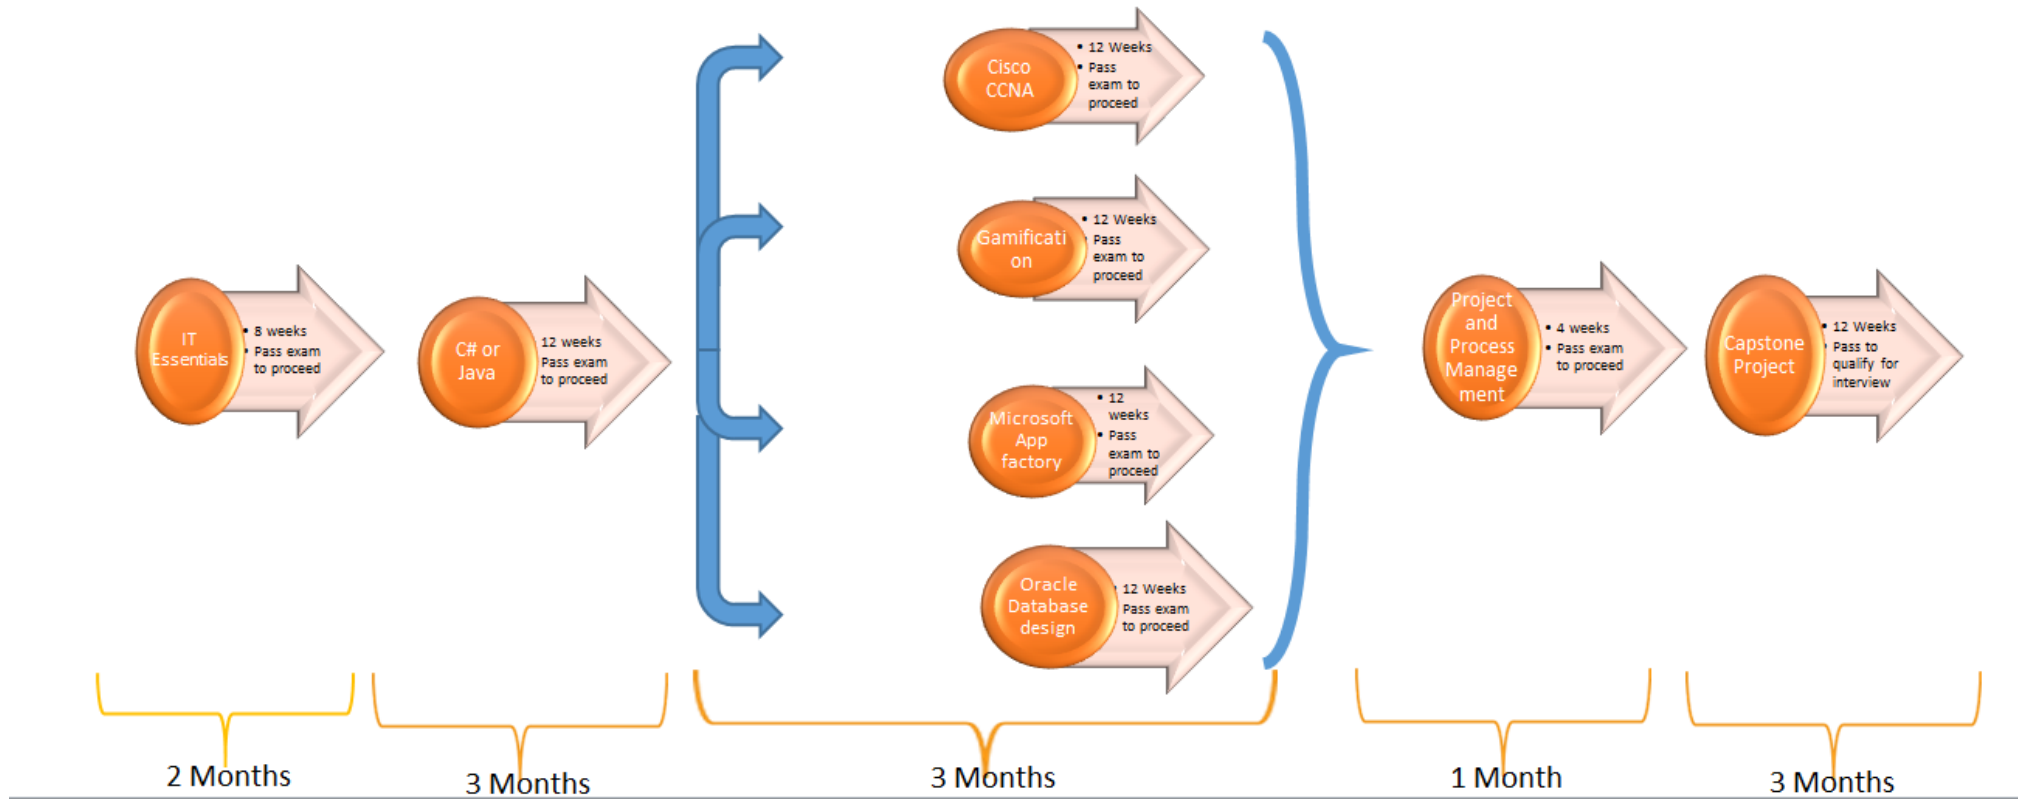 IT
Essentials
• 8 weeks
• Pass exam
to proceed
C# or
Java
12 weeks
Pass exam
to proceed
Cisco
CCNA
• 12 Weeks
• Pass
exam to
proceed
Gamificati
on
• 12 Weeks
• Pass
exam to
proceed
Microsoft
App
factory
• 12
weeks
• Pass
exam to
proceed
Oracle
Database
design
• 12 Weeks
Pass exam
to proceed
Project
and
Process
Manage
ment
• 4 weeks
• Pass exam
to proceed
Capstone
Project
• 12 Weeks
• Pass to
qualify for
interview
2 Months
3 Months
3 Months
1 Month
3 Months